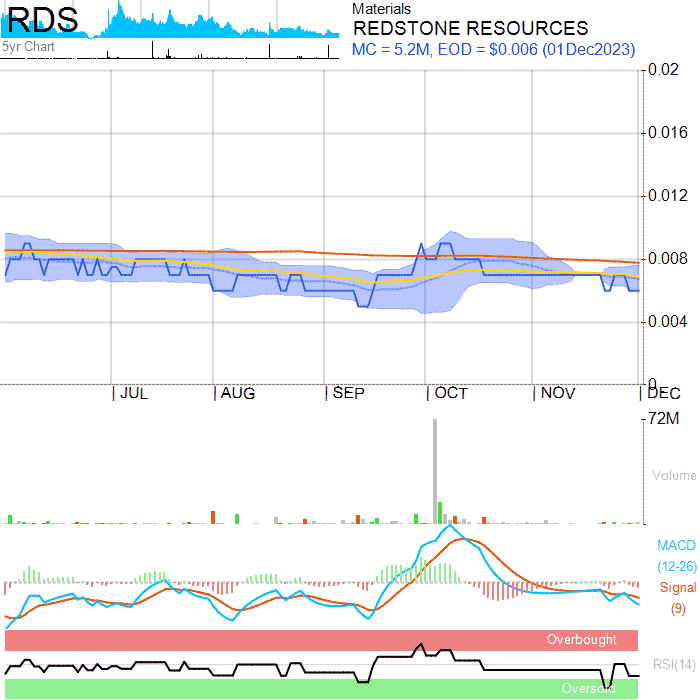 RDS
5yr Chart
Materials
REDSTONE RESOURCES
MC = 5.2M, EOD = $0.006 (01Dec2023)
0.02
0.016
0.012
0.008
0.004
0
JUL AUG SEP OCT NOV DEC
72M
Volume
MACD
(12-26)
Signal
(9)
Overbought
RSI(14)
Oversold